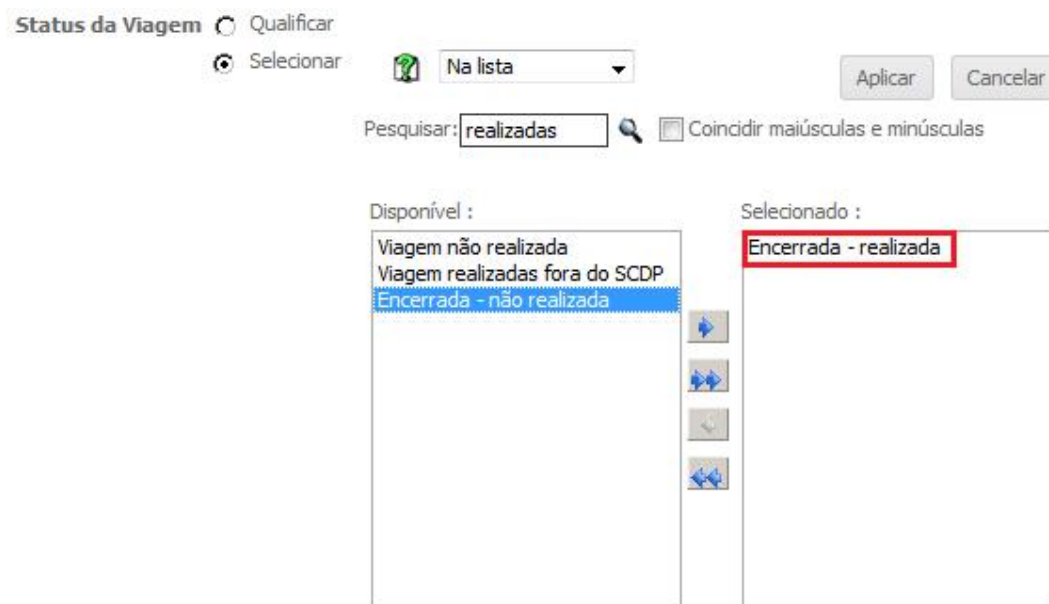 Status da Viagem Qualificar
Selecionar Na lista Aplicar Cancelar
Pesquisar: realizadas Coincidir maiúsculas e minúsculas
Disponível : Selecionado :
Viagem não realizada Encerrada - realizada
Viagem realizadas fora do SCDP
Encerrada - não realizada